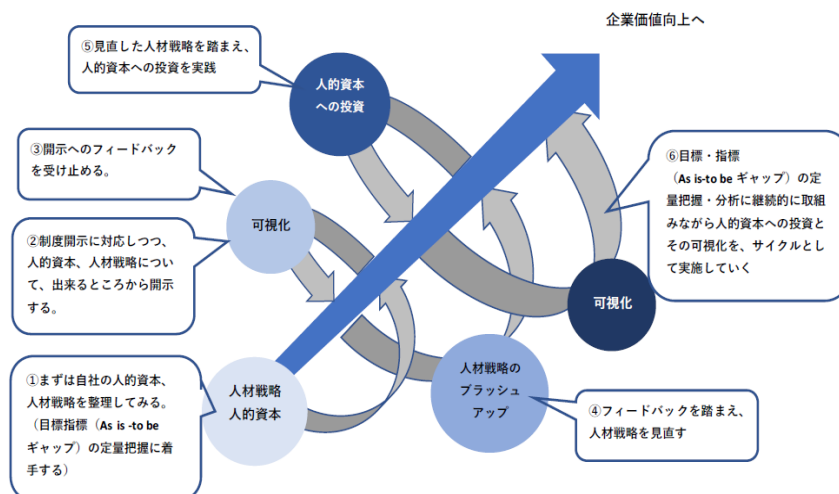 企業価値向上へ
⑤見直した人材戦略を踏まえ、
人的資本への投資を実践
人的資本
への投資
③開示へのフィードバック
を受け止める。
可視化
②制度開示に対応しつつ、
人的資本、人材戦略につい
て、出来るところから開示
する。
⑥目標・指標
（As is-to be ギャップ）の定
量把握・分析に継続的に取組
みながら人的資本への投資と
その可視化を、サイクルとし
て実施していく
可視化
①まずは自社の人的資本、
人材戦略を整理してみる。
（目標指標（As is -to be
ギャップ）の定量把握に着
手する）
人材戦略
人的資本
人材戦略の
ブラッシュ
アップ
④フィードバックを踏まえ、
人材戦略を見直す